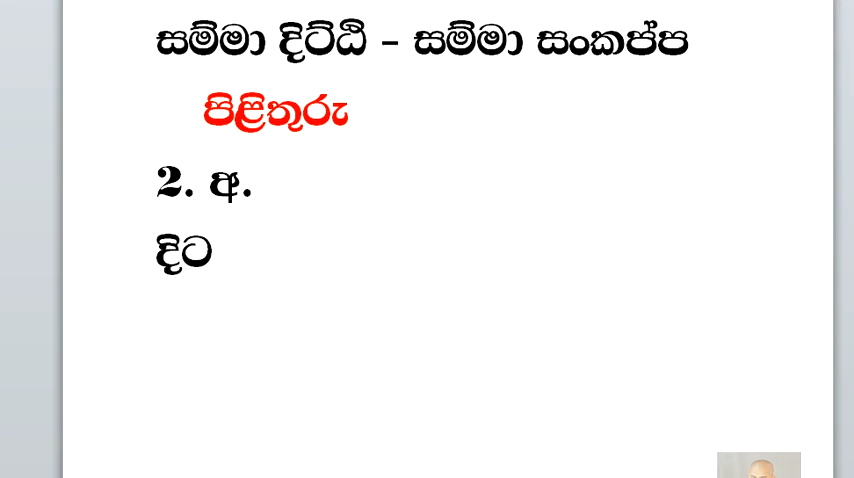 සම්මා දිට්ඨි - සම්මා සංකප්ප
පිළිතුරු
2. අ.
දිට